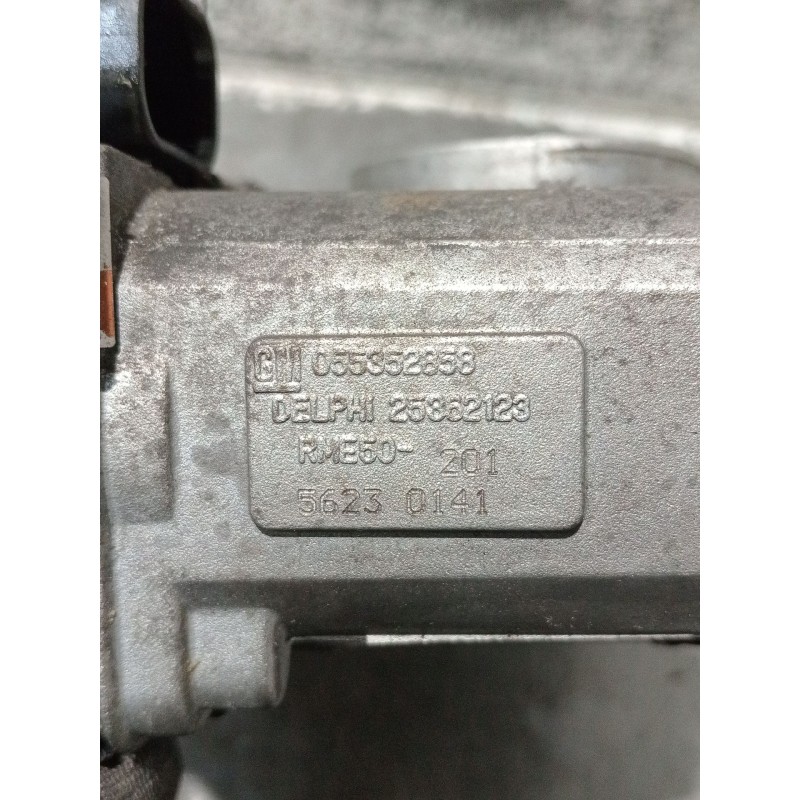 GM 055352858
DELPHI 25362123
RME50- 201
5623 0141